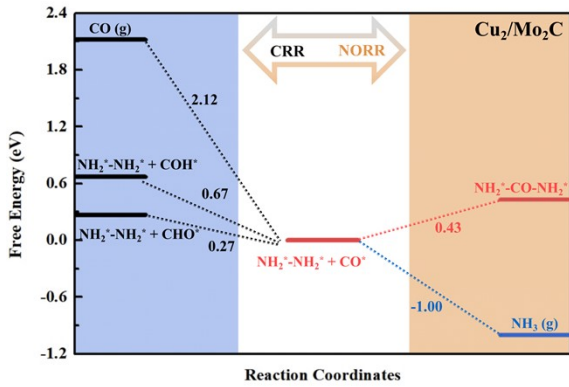 Cu₂/Mo₂C
CRR NORR
Free Energy (eV)
2.4
1.8
1.2
0.6
0.0
-0.6
-1.2
CO (g)
2.12
NH₂*-NH₂* + COH*
0.67
NH₂*-NH₂* + CHO*
0.27
NH₂*-NH₂* + CO*
NH₂*-CO-NH₂*
0.43
-1.00
NH₃ (g)
Reaction Coordinates